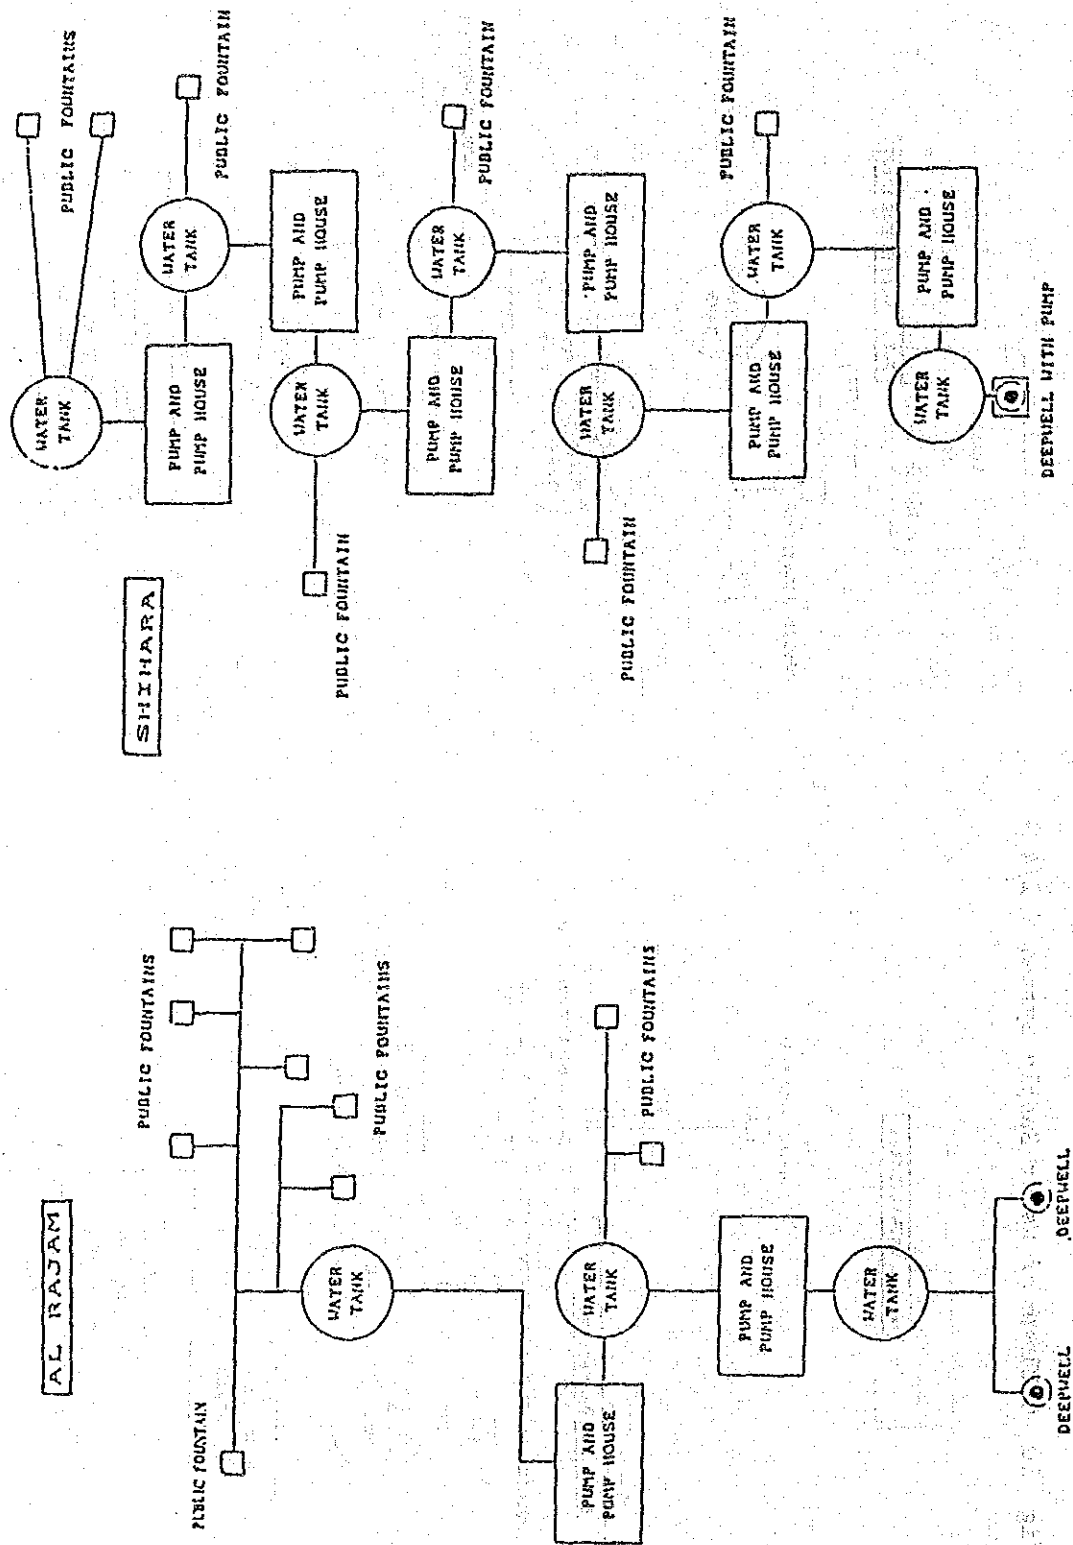 AL RAJAM
PUBLIC FOUNTAIN
PUBLIC FOUNTAINS
WATER
TANK
PUBLIC FOUNTAINS
PUMP AND
PUMP HOUSE
WATER
TANK
PUBLIC FOUNTAINS
PUMP AND
PUMP HOUSE
WATER
TANK
DEEPWELL
DEEPWELL
SHIHARA
WATER
TANK
PUBLIC FOUNTAINS
PUMP AND
PUMP HOUSE
WATER
TANK
PUBLIC FOUNTAIN
PUMP AND
PUMP HOUSE
WATER
TANK
PUBLIC FOUNTAIN
PUMP AND
PUMP HOUSE
WATER
TANK
PUBLIC FOUNTAIN
PUMP AND
PUMP HOUSE
WATER
TANK
PUBLIC FOUNTAIN
PUMP AND
PUMP HOUSE
WATER
TANK
PUBLIC FOUNTAIN
PUMP AND
PUMP HOUSE
WATER
TANK
DEEPWELL WITH PUMP